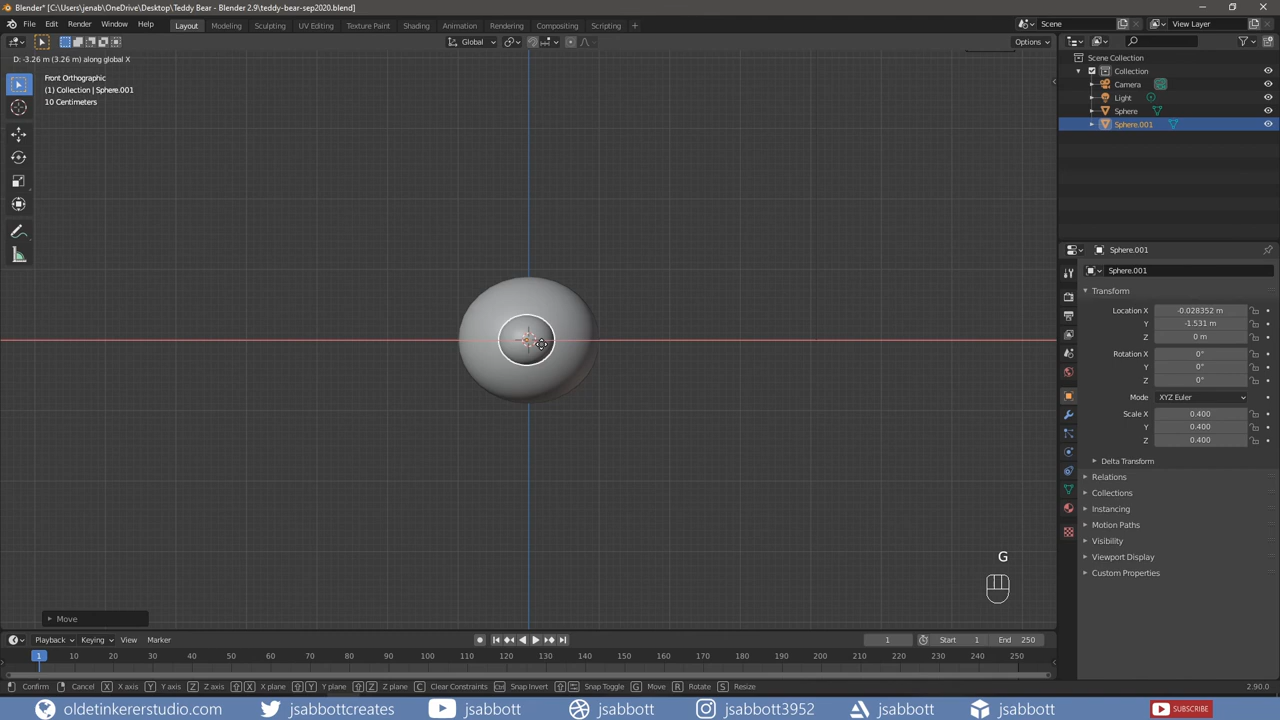 Blender* [C:\Users\jenab\OneDrive\Desktop\Teddy Bear - Blender 2.9\teddy-bear-sep2020.blend]
File Edit Render Window Help Layout Modeling Sculpting UV Editing Texture Paint Shading Animation Rendering Compositing Scripting Scene View Layer
Global Options
D: -3.26 m (3.26 m) along global X
Front Orthographic
(1) Collection | Sphere.001
10 Centimeters
Scene Collection
Collection
Camera
Light
Sphere
Sphere.001
Sphere.001
Sphere.001
Transform
Location X -0.028352 m
Y -1.531 m
Z 0 m
Rotation X 0°
Y 0°
Z 0°
Mode XYZ Euler
Scale X 0.400
Y 0.400
Z 0.400
Delta Transform
Relations
Collections
Instancing
Motion Paths
Visibility
Viewport Display
Custom Properties
G
Move
Playback Keying View Marker 1 Start 1 End 250
1 10 20 30 40 50 60 70 80 90 100 110 120 130 140 150 160 170 180 190 200 210 220 230 240 250
Confirm Cancel X X axis Y Y axis Z Z axis X X plane Y Y plane Z Z plane C Clear Constraints Ctrl Snap Invert Snap Toggle G Move R Rotate S Resize 2.90.0
oldetinkererstudio.com jsabbottcreates jsabbott jsabbott jsabbott3952 jsabbott jsabbott SUBSCRIBE